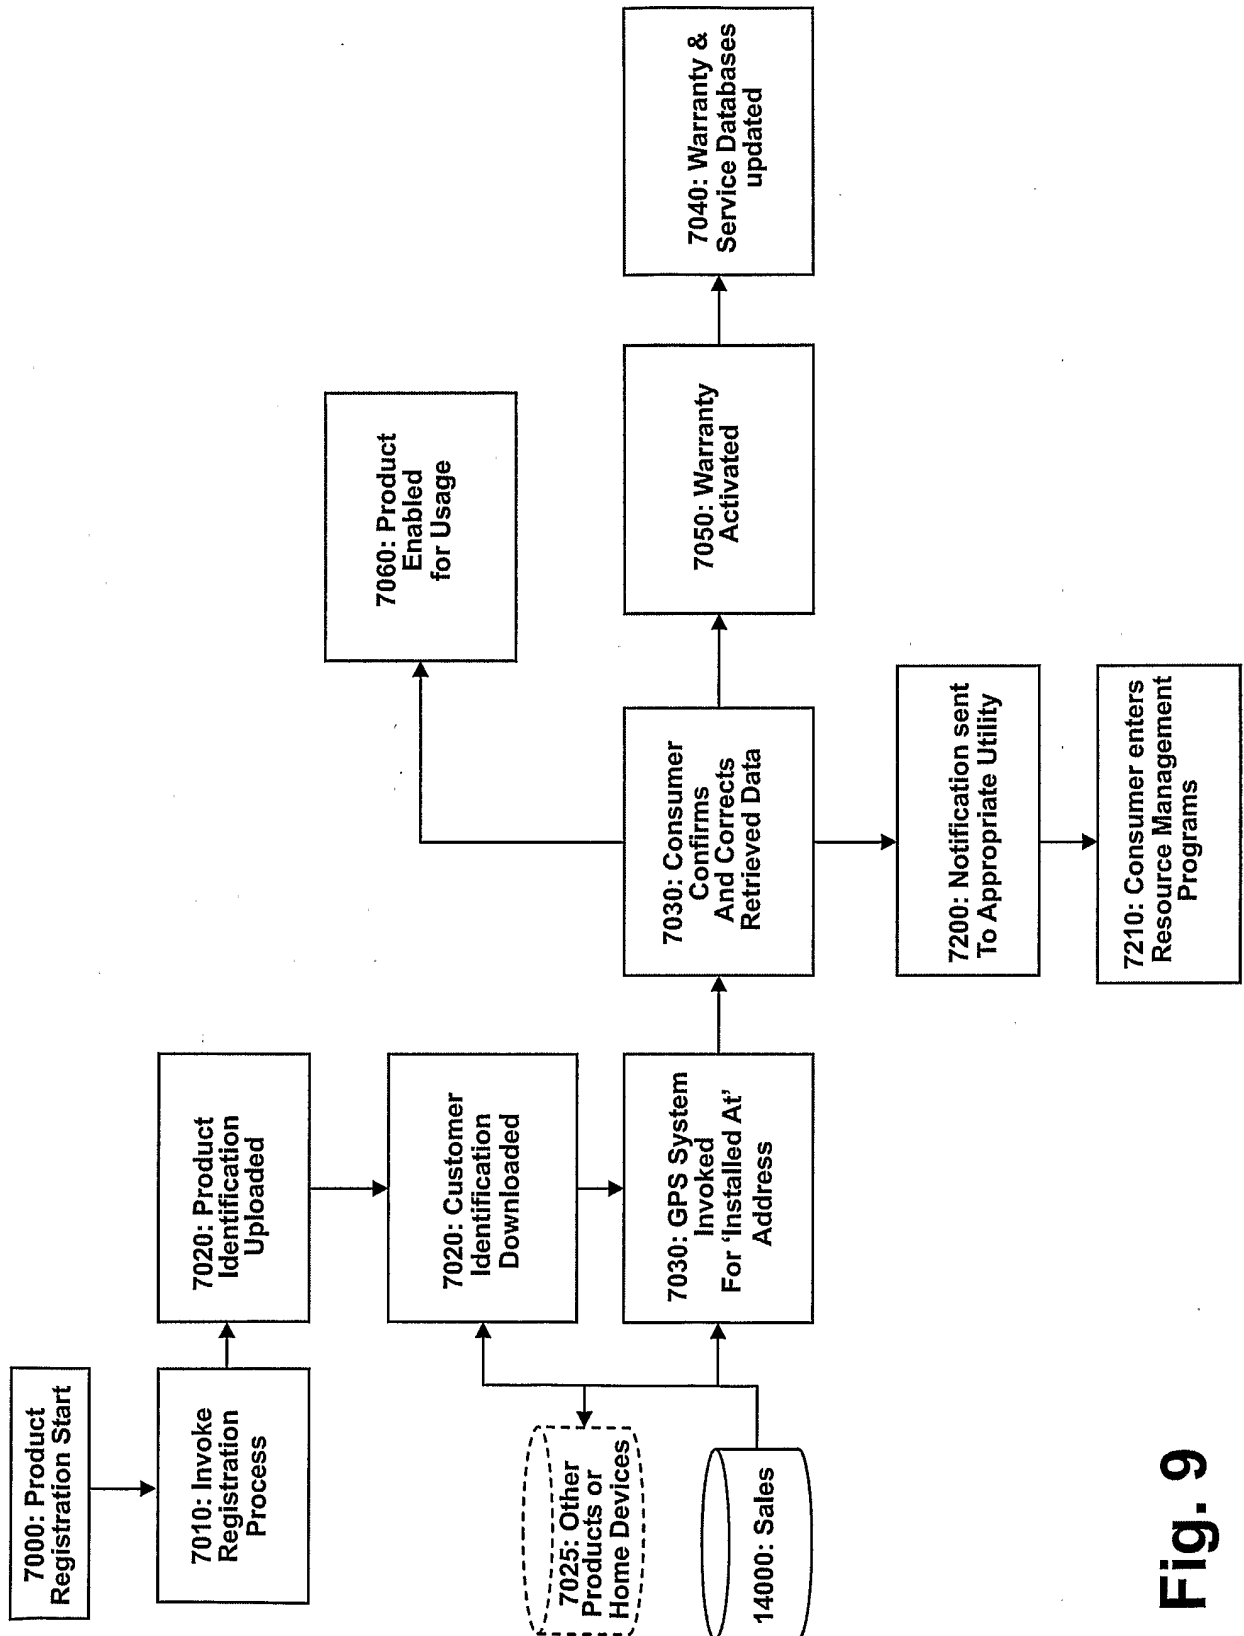 7000: Product
Registration Start
7010: Invoke
Registration
Process
7020: Product
Identification
Uploaded
7020: Customer
Identification
Downloaded
7025: Other
Products or
Home Devices
14000: Sales
7030: GPS System
Invoked
For ‘Installed At’
Address
7030: Consumer
Confirms
And Corrects
Retrieved Data
7060: Product
Enabled
for Usage
7050: Warranty
Activated
7040: Warranty &
Service Databases
updated
7200: Notification sent
To Appropriate Utility
7210: Consumer enters
Resource Management
Programs
Fig. 9